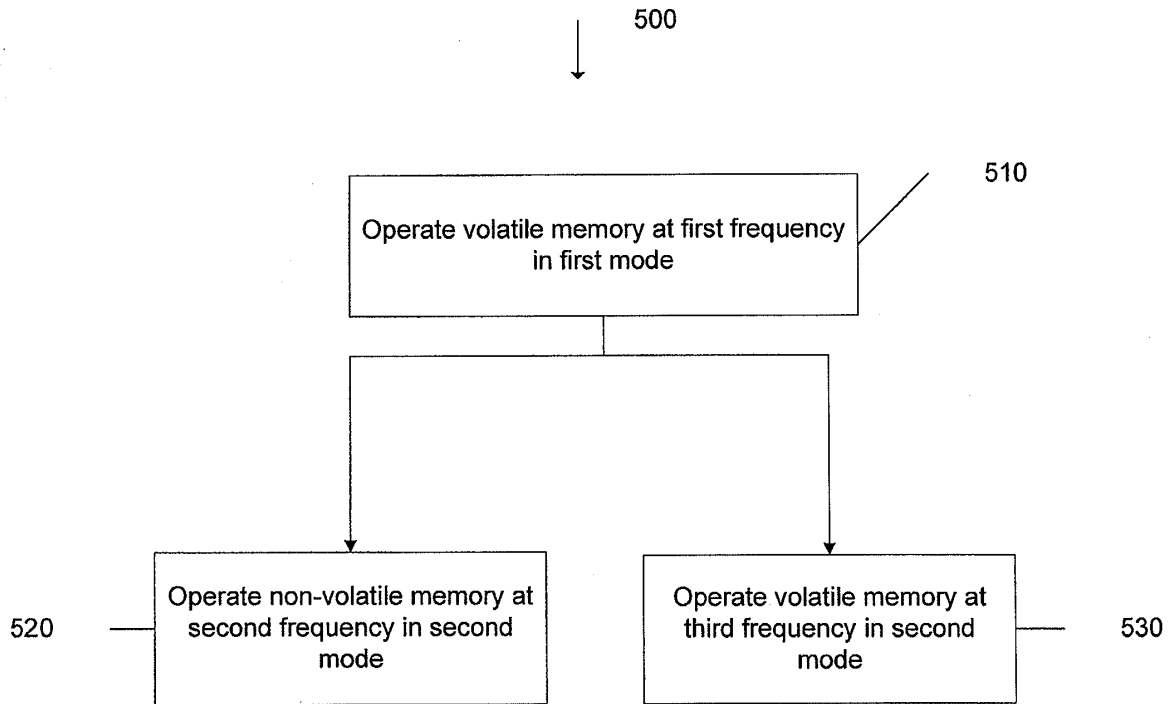 500
510
Operate volatile memory at first frequency
in first mode
Operate non-volatile memory at
second frequency in second
mode
Operate volatile memory at
third frequency in second
mode
520
530